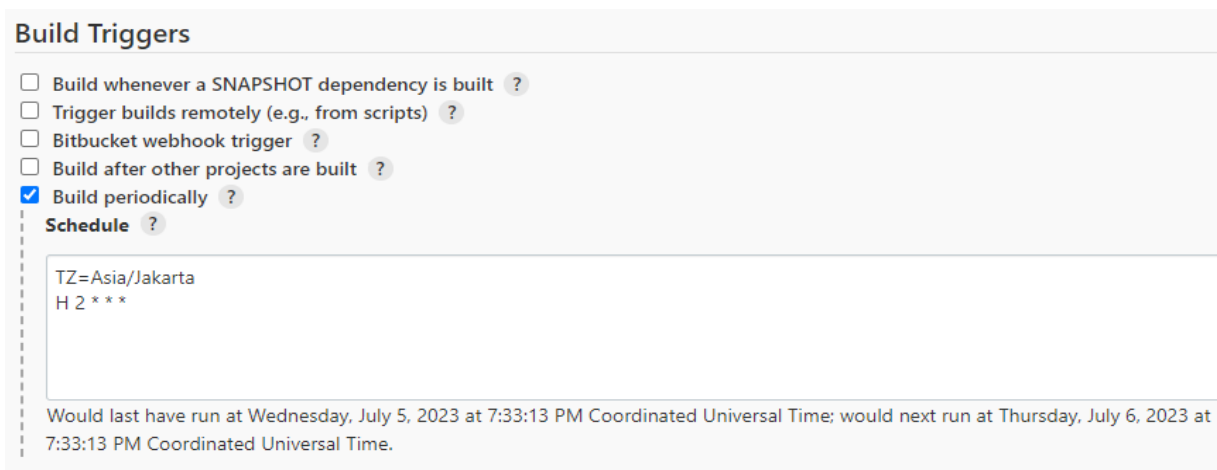 Build Triggers
Build whenever a SNAPSHOT dependency is built ?
Trigger builds remotely (e.g., from scripts) ?
Bitbucket webhook trigger ?
Build after other projects are built ?
Build periodically ?
Schedule ?
TZ=Asia/Jakarta
H 2 * * *
Would last have run at Wednesday, July 5, 2023 at 7:33:13 PM Coordinated Universal Time; would next run at Thursday, July 6, 2023 at
7:33:13 PM Coordinated Universal Time.